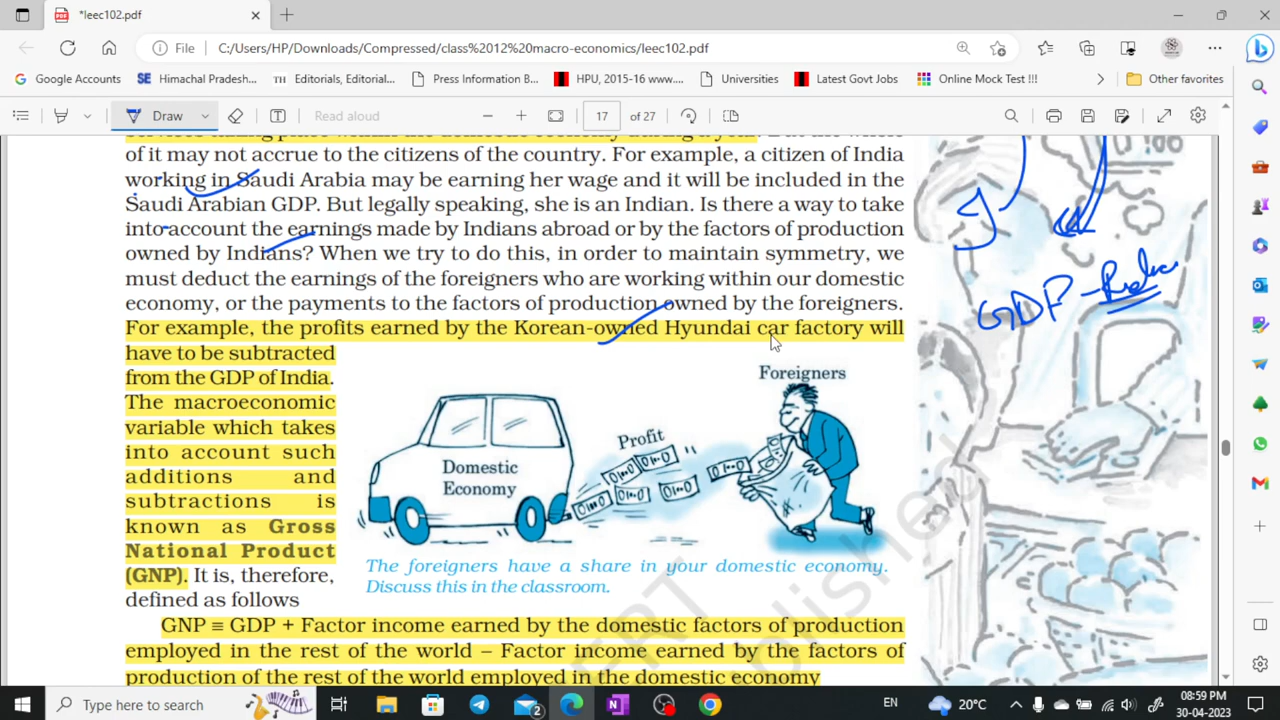 *leec102.pdf
File
C:/Users/HP/Downloads/Compressed/class%2012%20macro-economics/leec102.pdf
Google Accounts
SE Himachal Pradesh...
TH Editorials, Editorial...
Press Information B...
HPU, 2015-16 www....
Universities
Latest Govt Jobs
Online Mock Test !!!
Other favorites
Draw
Read aloud
17 of 27
of it may not accrue to the citizens of the country. For example, a citizen of India
working in Saudi Arabia may be earning her wage and it will be included in the
Saudi Arabian GDP. But legally speaking, she is an Indian. Is there a way to take
into account the earnings made by Indians abroad or by the factors of production
owned by Indians? When we try to do this, in order to maintain symmetry, we
must deduct the earnings of the foreigners who are working within our domestic
economy, or the payments to the factors of production owned by the foreigners.
For example, the profits earned by the Korean-owned Hyundai car factory will
have to be subtracted
from the GDP of India.
The macroeconomic
variable which takes
into account such
additions and
subtractions is
known as Gross
National Product
(GNP). It is, therefore,
defined as follows
Foreigners
Profit
Domestic
Economy
The foreigners have a share in your domestic economy.
Discuss this in the classroom.
GNP ≡ GDP + Factor income earned by the domestic factors of production
employed in the rest of the world – Factor income earned by the factors of
production of the rest of the world employed in the domestic economy
GDP -
Type here to search
2
20°C
EN
08:59 PM
30-04-2023